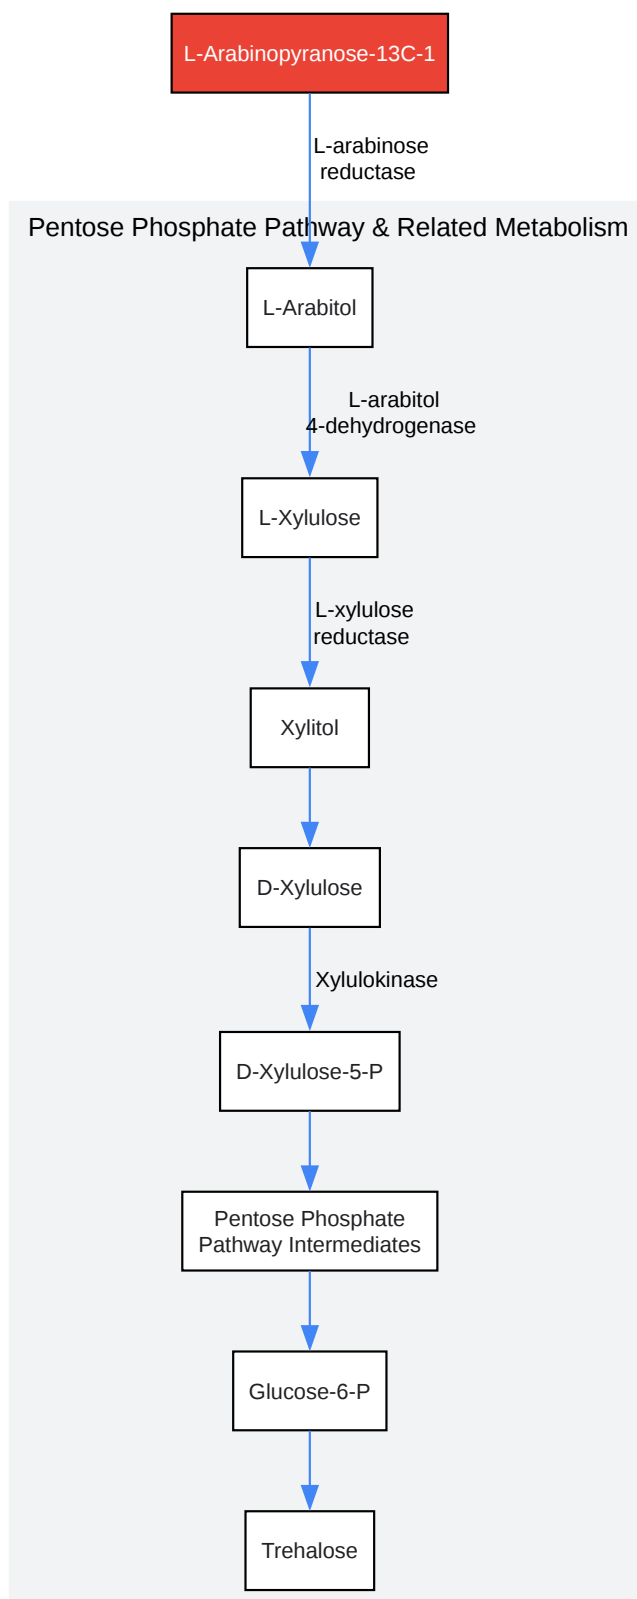 L-Arabinopyranose-13C-1
L-arabinose
reductase
Pentose Phosphate Pathway & Related Metabolism
L-Arabitol
L-arabitol
4-dehydrogenase
L-Xylulose
L-xylulose
reductase
Xylitol
D-Xylulose
Xylulokinase
D-Xylulose-5-P
Pentose Phosphate
Pathway Intermediates
Glucose-6-P
Trehalose